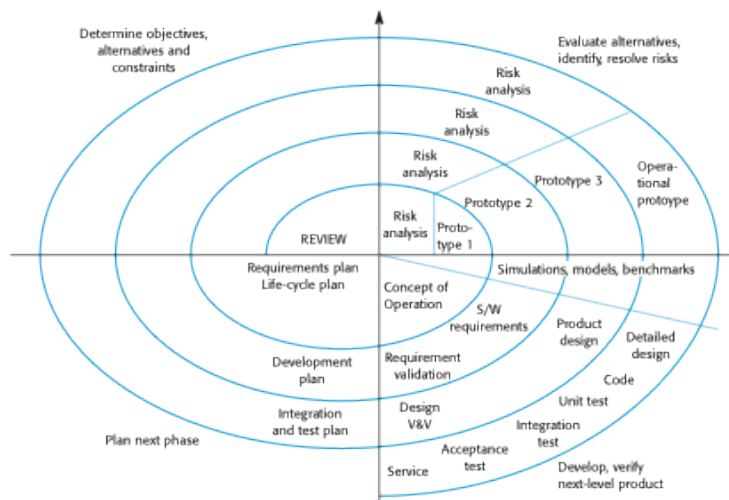 Determine objectives,
alternatives and
constraints
Evaluate alternatives,
identify, resolve risks
Risk
analysis
Risk
analysis
Risk
analysis
Risk
analysis
Proto-
type 1
Prototype 2
Prototype 3
Opera-
tional
protoype
REVIEW
Requirements plan
Life-cycle plan
Simulations, models, benchmarks
Concept of
Operation
S/W
requirements
Product
design
Detailed
design
Development
plan
Requirement
validation
Code
Unit test
Integration
and test plan
Design
V&V
Integration
test
Acceptance
test
Service
Plan next phase
Develop, verify
next-level product